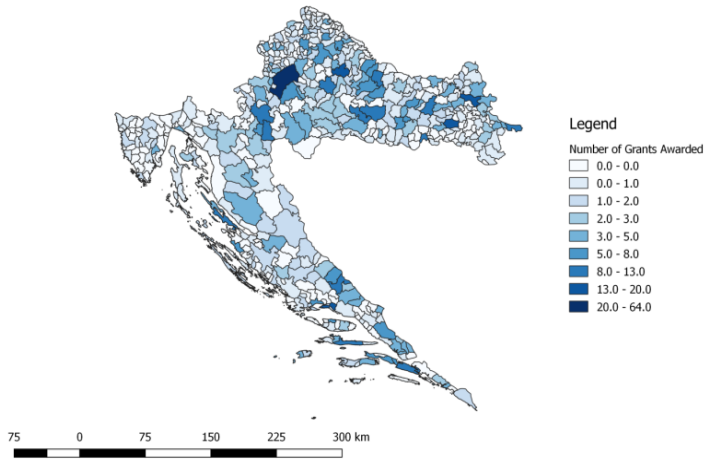 Legend
Number of Grants Awarded
0.0 - 0.0
0.0 - 1.0
1.0 - 2.0
2.0 - 3.0
3.0 - 5.0
5.0 - 8.0
8.0 - 13.0
13.0 - 20.0
20.0 - 64.0
75 0 75 150 225 300 km